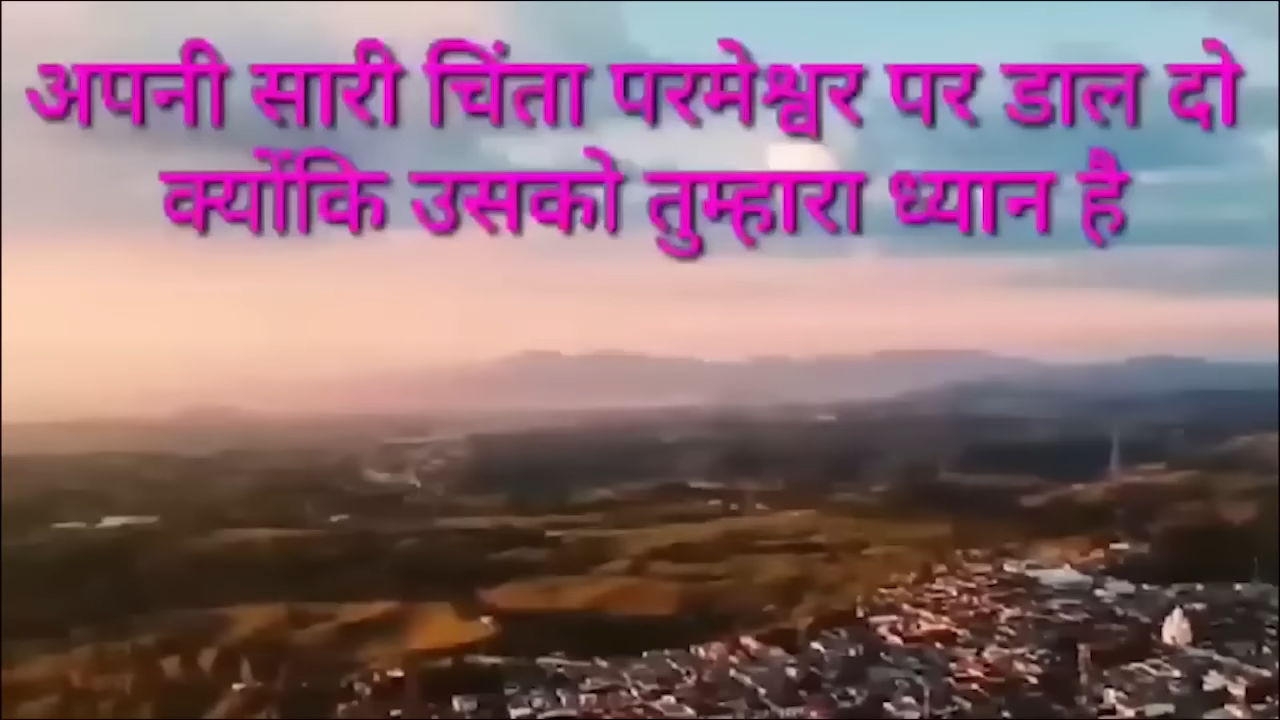 अपनी सारी चिंता परमेश्वर पर डाल दो
क्योंकि उसको तुम्हारा ध्यान है